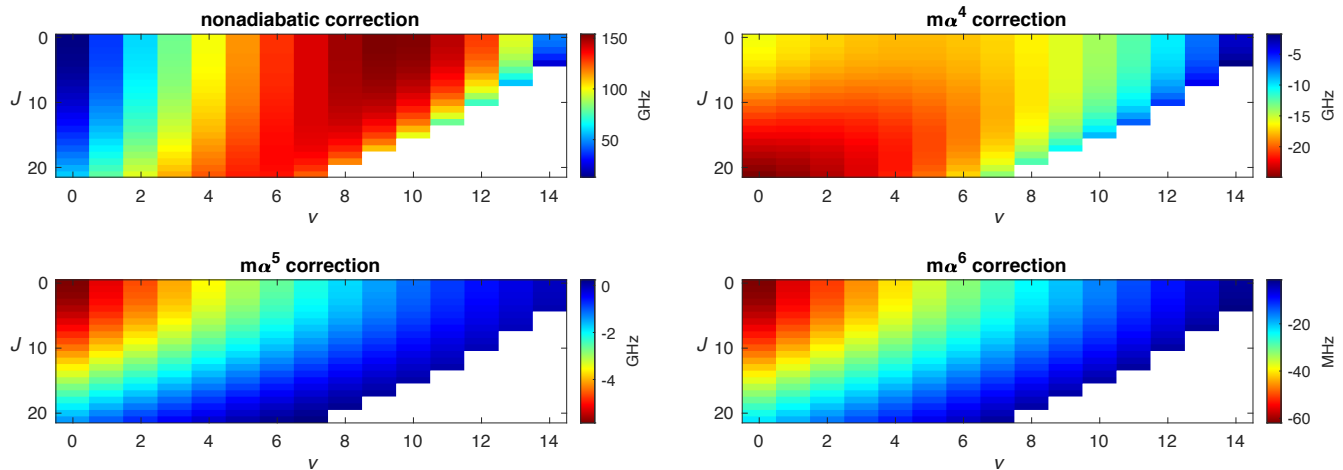 nonadiabatic correction
0
10
20
J
0 2 4 6 8 10 12 14
v
150
100
50
GHz
mα⁴ correction
0
10
20
J
0 2 4 6 8 10 12 14
v
-5
-10
-15
-20
GHz
mα⁵ correction
0
10
20
J
0 2 4 6 8 10 12 14
v
0
-2
-4
GHz
mα⁶ correction
0
10
20
J
0 2 4 6 8 10 12 14
v
-20
-40
-60
MHz